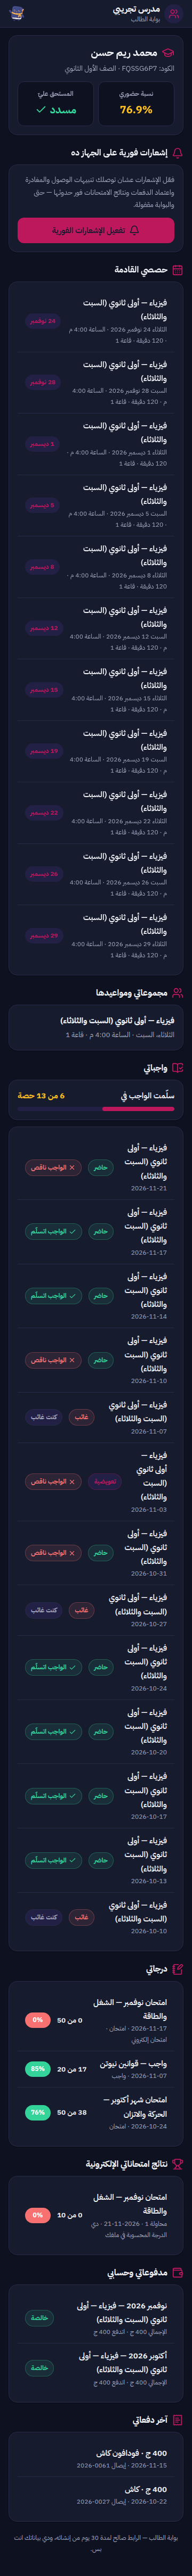 مدرس تجريبي
بوابة الطالب
محمد ريم حسن
الكود: FQSSG6P7 · الصف الأول الثانوي
نسبة حضوري
76.9%
المستحق عليّ
مسدد
إشعارات فورية على الجهاز ده
فعّل الإشعارات عشان توصلك تنبيهات الوصول والمغادرة
واعتماد الدفعات ونتائج الامتحانات فور حدوثها — حتى
والبوابة مقفولة.
تفعيل الإشعارات الفورية
حصصي القادمة
فيزياء — أولى ثانوي (السبت
والثلاثاء)
الثلاثاء 24 نوفمبر 2026 · الساعة 4:00 م
· 120 دقيقة · قاعة 1
24 نوفمبر
فيزياء — أولى ثانوي (السبت
والثلاثاء)
السبت 28 نوفمبر 2026 · الساعة 4:00
م · 120 دقيقة · قاعة 1
28 نوفمبر
فيزياء — أولى ثانوي (السبت
والثلاثاء)
الثلاثاء 1 ديسمبر 2026 · الساعة 4:00 م ·
120 دقيقة · قاعة 1
1 ديسمبر
فيزياء — أولى ثانوي (السبت
والثلاثاء)
السبت 5 ديسمبر 2026 · الساعة 4:00 م
· 120 دقيقة · قاعة 1
5 ديسمبر
فيزياء — أولى ثانوي (السبت
والثلاثاء)
الثلاثاء 8 ديسمبر 2026 · الساعة 4:00 م ·
120 دقيقة · قاعة 1
8 ديسمبر
فيزياء — أولى ثانوي (السبت
والثلاثاء)
السبت 12 ديسمبر 2026 · الساعة 4:00
م · 120 دقيقة · قاعة 1
12 ديسمبر
فيزياء — أولى ثانوي (السبت
والثلاثاء)
الثلاثاء 15 ديسمبر 2026 · الساعة 4:00
م · 120 دقيقة · قاعة 1
15 ديسمبر
فيزياء — أولى ثانوي (السبت
والثلاثاء)
السبت 19 ديسمبر 2026 · الساعة 4:00
م · 120 دقيقة · قاعة 1
19 ديسمبر
فيزياء — أولى ثانوي (السبت
والثلاثاء)
الثلاثاء 22 ديسمبر 2026 · الساعة 4:00
م · 120 دقيقة · قاعة 1
22 ديسمبر
فيزياء — أولى ثانوي (السبت
والثلاثاء)
السبت 26 ديسمبر 2026 · الساعة 4:00
م · 120 دقيقة · قاعة 1
26 ديسمبر
فيزياء — أولى ثانوي (السبت
والثلاثاء)
الثلاثاء 29 ديسمبر 2026 · الساعة 4:00
م · 120 دقيقة · قاعة 1
29 ديسمبر
مجموعاتي ومواعيدها
فيزياء — أولى ثانوي (السبت والثلاثاء)
الثلاثاء، السبت · الساعة 4:00 م · قاعة 1
واجباتي
سلّمت الواجب في
6 من 13 حصة
فيزياء — أولى
ثانوي (السبت
والثلاثاء)
2026-11-21
حاضر
الواجب ناقص
فيزياء — أولى
ثانوي (السبت
والثلاثاء)
2026-11-17
حاضر
الواجب اتسلّم
فيزياء — أولى
ثانوي (السبت
والثلاثاء)
2026-11-14
حاضر
الواجب اتسلّم
فيزياء — أولى
ثانوي (السبت
والثلاثاء)
2026-11-10
حاضر
الواجب ناقص
فيزياء — أولى ثانوي
(السبت والثلاثاء)
2026-11-07
غائب
كنت غائب
فيزياء —
أولى ثانوي
(السبت
والثلاثاء)
2026-11-03
تعويضية
الواجب ناقص
فيزياء — أولى
ثانوي (السبت
والثلاثاء)
2026-10-31
حاضر
الواجب ناقص
فيزياء — أولى ثانوي
(السبت والثلاثاء)
2026-10-27
غائب
كنت غائب
فيزياء — أولى
ثانوي (السبت
والثلاثاء)
2026-10-24
حاضر
الواجب اتسلّم
فيزياء — أولى
ثانوي (السبت
والثلاثاء)
2026-10-20
حاضر
الواجب اتسلّم
فيزياء — أولى
ثانوي (السبت
والثلاثاء)
2026-10-17
حاضر
الواجب اتسلّم
فيزياء — أولى
ثانوي (السبت
والثلاثاء)
2026-10-13
حاضر
الواجب اتسلّم
فيزياء — أولى ثانوي
(السبت والثلاثاء)
2026-10-10
غائب
كنت غائب
درجاتي
امتحان نوفمبر — الشغل
والطاقة
2026-11-17 · امتحان ·
امتحان إلكتروني
0 من 50
0%
واجب — قوانين نيوتن
2026-11-07 · واجب
17 من 20
85%
امتحان شهر أكتوبر —
الحركة والاتزان
2026-10-24 · امتحان
38 من 50
76%
نتائج امتحاناتي الإلكترونية
امتحان نوفمبر — الشغل
والطاقة
محاولة 1 · 2026-11-21 · دي
الدرجة المحسوبة في ملفك
0 من 10
0%
مدفوعاتي وحسابي
نوفمبر 2026 — فيزياء — أولى
ثانوي (السبت والثلاثاء)
الإجمالي 400 ج · اتدفع 400 ج
خالصة
أكتوبر 2026 — فيزياء — أولى
ثانوي (السبت والثلاثاء)
الإجمالي 400 ج · اتدفع 400 ج
خالصة
آخر دفعاتي
400 ج · فودافون كاش
2026-11-15 · إيصال 0061-2026
400 ج · كاش
2026-10-22 · إيصال 0027-2026
بوابة الطالب — الرابط صالح لمدة 30 يوم من إنشائه، ودي بياناتك انت
بس.